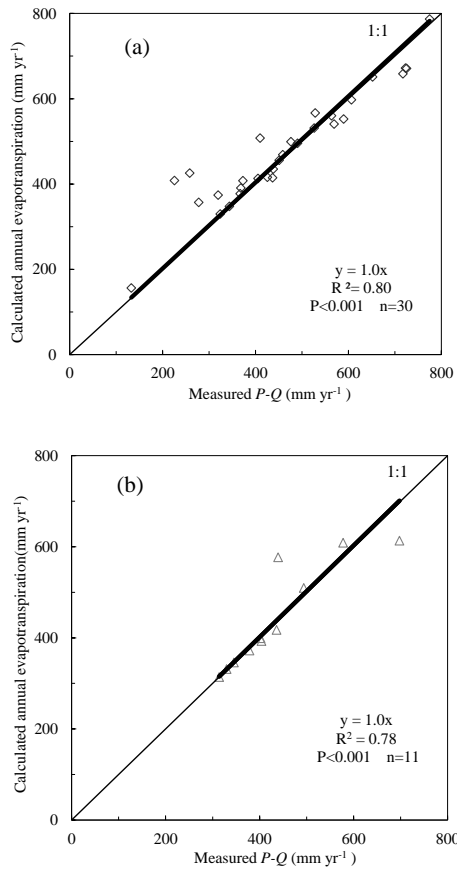 (a)
1:1
800
600
400
200
0
Calculated annual evapotranspiration (mm yr-1)
y = 1.0x
R ²= 0.80
P<0.001 n=30
0 200 400 600 800
Measured P-Q (mm yr-1 )
(b)
1:1
800
600
400
200
0
Calculated annual evapotranspiration(mm yr-1)
y = 1.0x
R2 = 0.78
P<0.001 n=11
0 200 400 600 800
Measured P-Q (mm yr-1 )